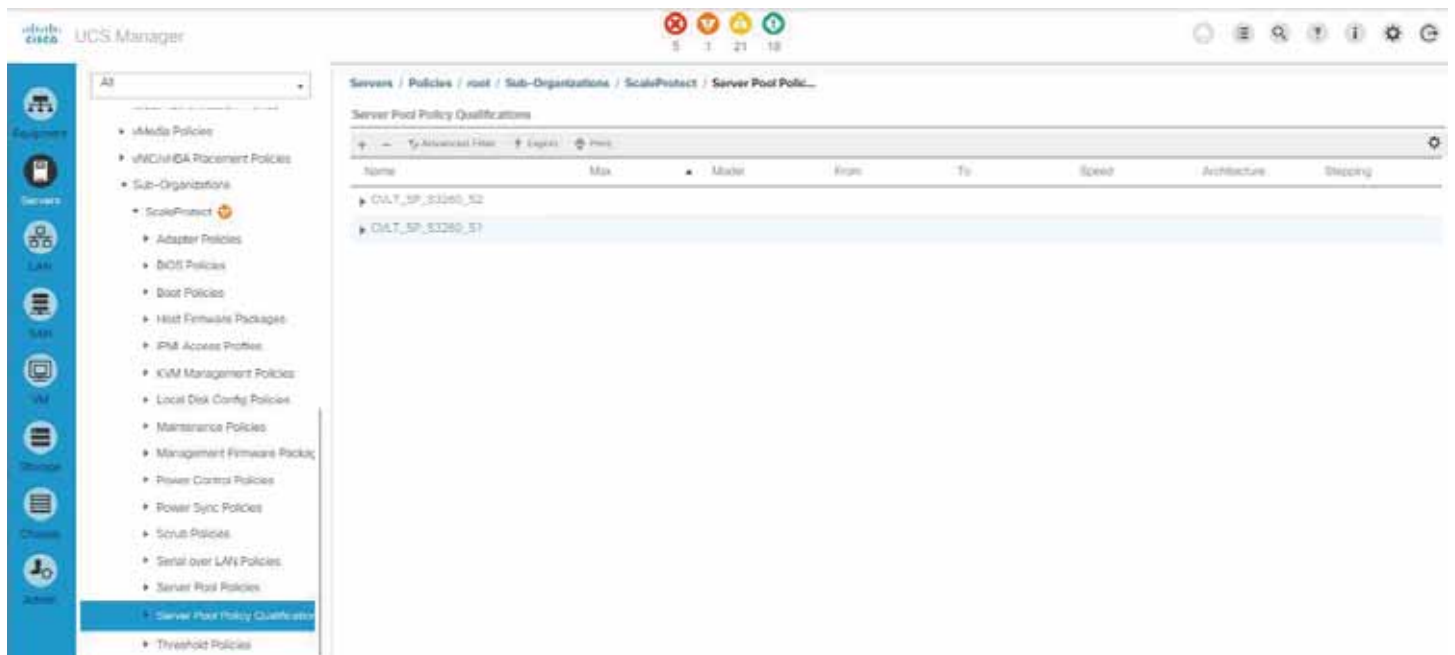 cisco UCS Manager
5 1 21 18
Equipment
Servers
LAN
SAN
VM
Storage
Chassis
Admin
All
vMedia Policies
vNIC/vHBA Placement Policies
Sub-Organizations
ScaleProtect
Adapter Policies
BIOS Policies
Boot Policies
Host Firmware Packages
IPMI Access Profiles
KVM Management Policies
Local Disk Config Policies
Maintenance Policies
Management Firmware Packag
Power Control Policies
Power Sync Policies
Scrub Policies
Serial over LAN Policies
Server Pool Policies
Server Pool Policy Qualification
Threshold Policies
Servers / Policies / root / Sub-Organizations / ScaleProtect / Server Pool Polic...
Server Pool Policy Qualifications
+ - Advanced Filter Export Print
Name Max Model From To Speed Architecture Stepping
CVLT_SP_S3260_S2
CVLT_SP_S3260_S1